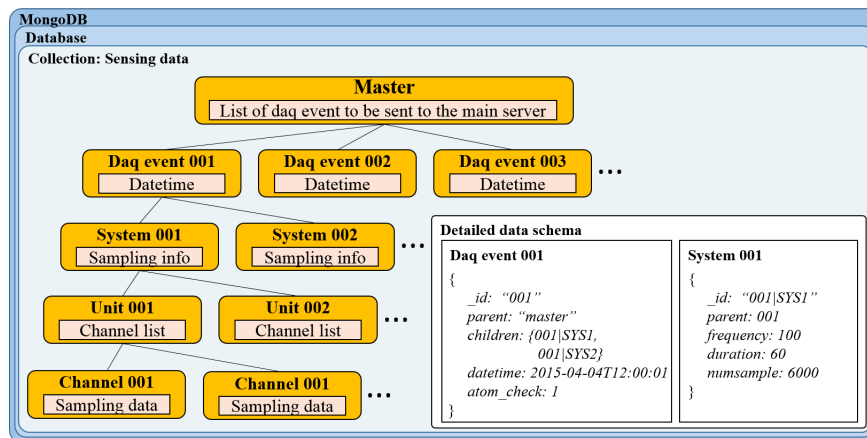 MongoDB
Database
Collection: Sensing data
Master
List of daq event to be sent to the main server
Daq event 001
Datetime
Daq event 002
Datetime
Daq event 003
Datetime
...
System 001
Sampling info
System 002
Sampling info
...
Unit 001
Channel list
Unit 002
Channel list
...
Channel 001
Sampling data
Channel 001
Sampling data
...
Detailed data schema
Daq event 001
{
_id: “001”
parent: “master”
children: {001|SYS1,
001|SYS2}
datetime: 2015-04-04T12:00:01
atom_check: 1
}
System 001
{
_id: “001|SYS1”
parent: 001
frequency: 100
duration: 60
numsample: 6000
}